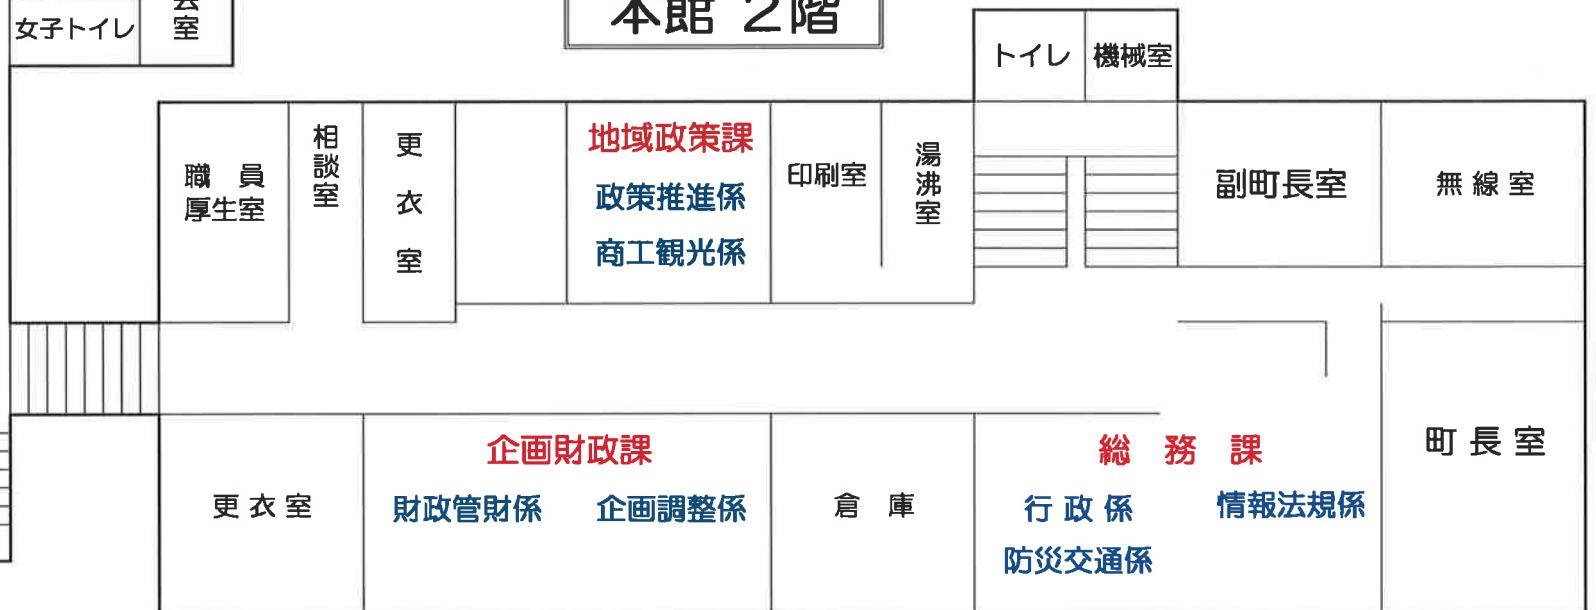 本館 2階
女子トイレ
室
トイレ
機械室
職 員
厚生室
相談室
更衣室
地域政策課
政策推進係
商工観光係
印刷室
湯沸室
副町長室
無線室
更衣室
企画財政課
財政管財係
企画調整係
倉 庫
総 務 課
行政係
情報法規係
防災交通係
町長室